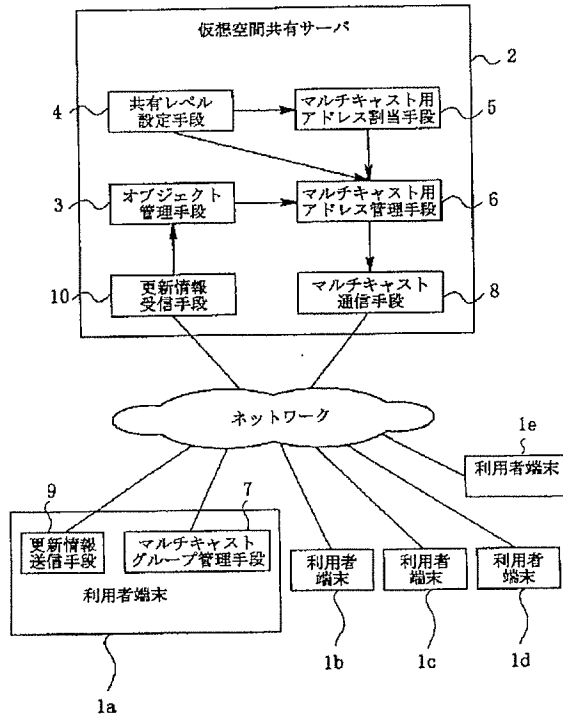 仮想空間共有サーバ
2
4
共有レベル
設定手段
マルチキャスト用
アドレス割当手段
5
3
オブジェクト
管理手段
マルチキャスト用
アドレス管理手段
6
10
更新情報
受信手段
マルチキャスト
通信手段
8
ネットワーク
1e
利用者端末
9
更新情報
送信手段
7
マルチキャスト
グループ管理手段
利用者端末
1a
利用者
端末
1b
利用者
端末
1c
利用者
端末
1d